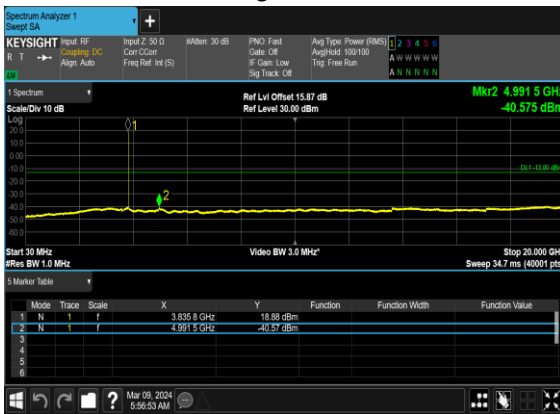 Spectrum Analyzer 1
Swept SA
KEYSIGHT Input: RF Input Z: 50 Ω #Atten: 30 dB PNO: Fast Avg Type: Power (RMS) 1 2 3 4 5 6
R T Coupling: DC Corr CCorr Gate: Off Avg|Hold: 100/100 A W W W W W
Align: Auto Freq Ref: Int (S) IF Gain: Low Trig: Free Run
Sig Track: Off A N N N N N
1 Spectrum
Scale/Div 10 dB
Ref Lvl Offset 15.87 dB
Ref Level 30.00 dBm
Mkr2 4.991 5 GHz
-40.575 dBm
Log
20.0
10.0
0.00
-10.0
-20.0
-30.0
-40.0
-50.0
-60.0
1
2
DL1 -13.00 dBm
Start 30 MHz Video BW 3.0 MHz* Stop 20.000 GH
#Res BW 1.0 MHz Sweep 34.7 ms (40001 pts
5 Marker Table
Mode Trace Scale X Y Function Function Width Function Value
1 N 1 f 3.835 8 GHz 18.88 dBm
2 N 1 f 4.991 5 GHz -40.57 dBm
3
4
5
6
Mar 09, 2024
5:56:53 AM